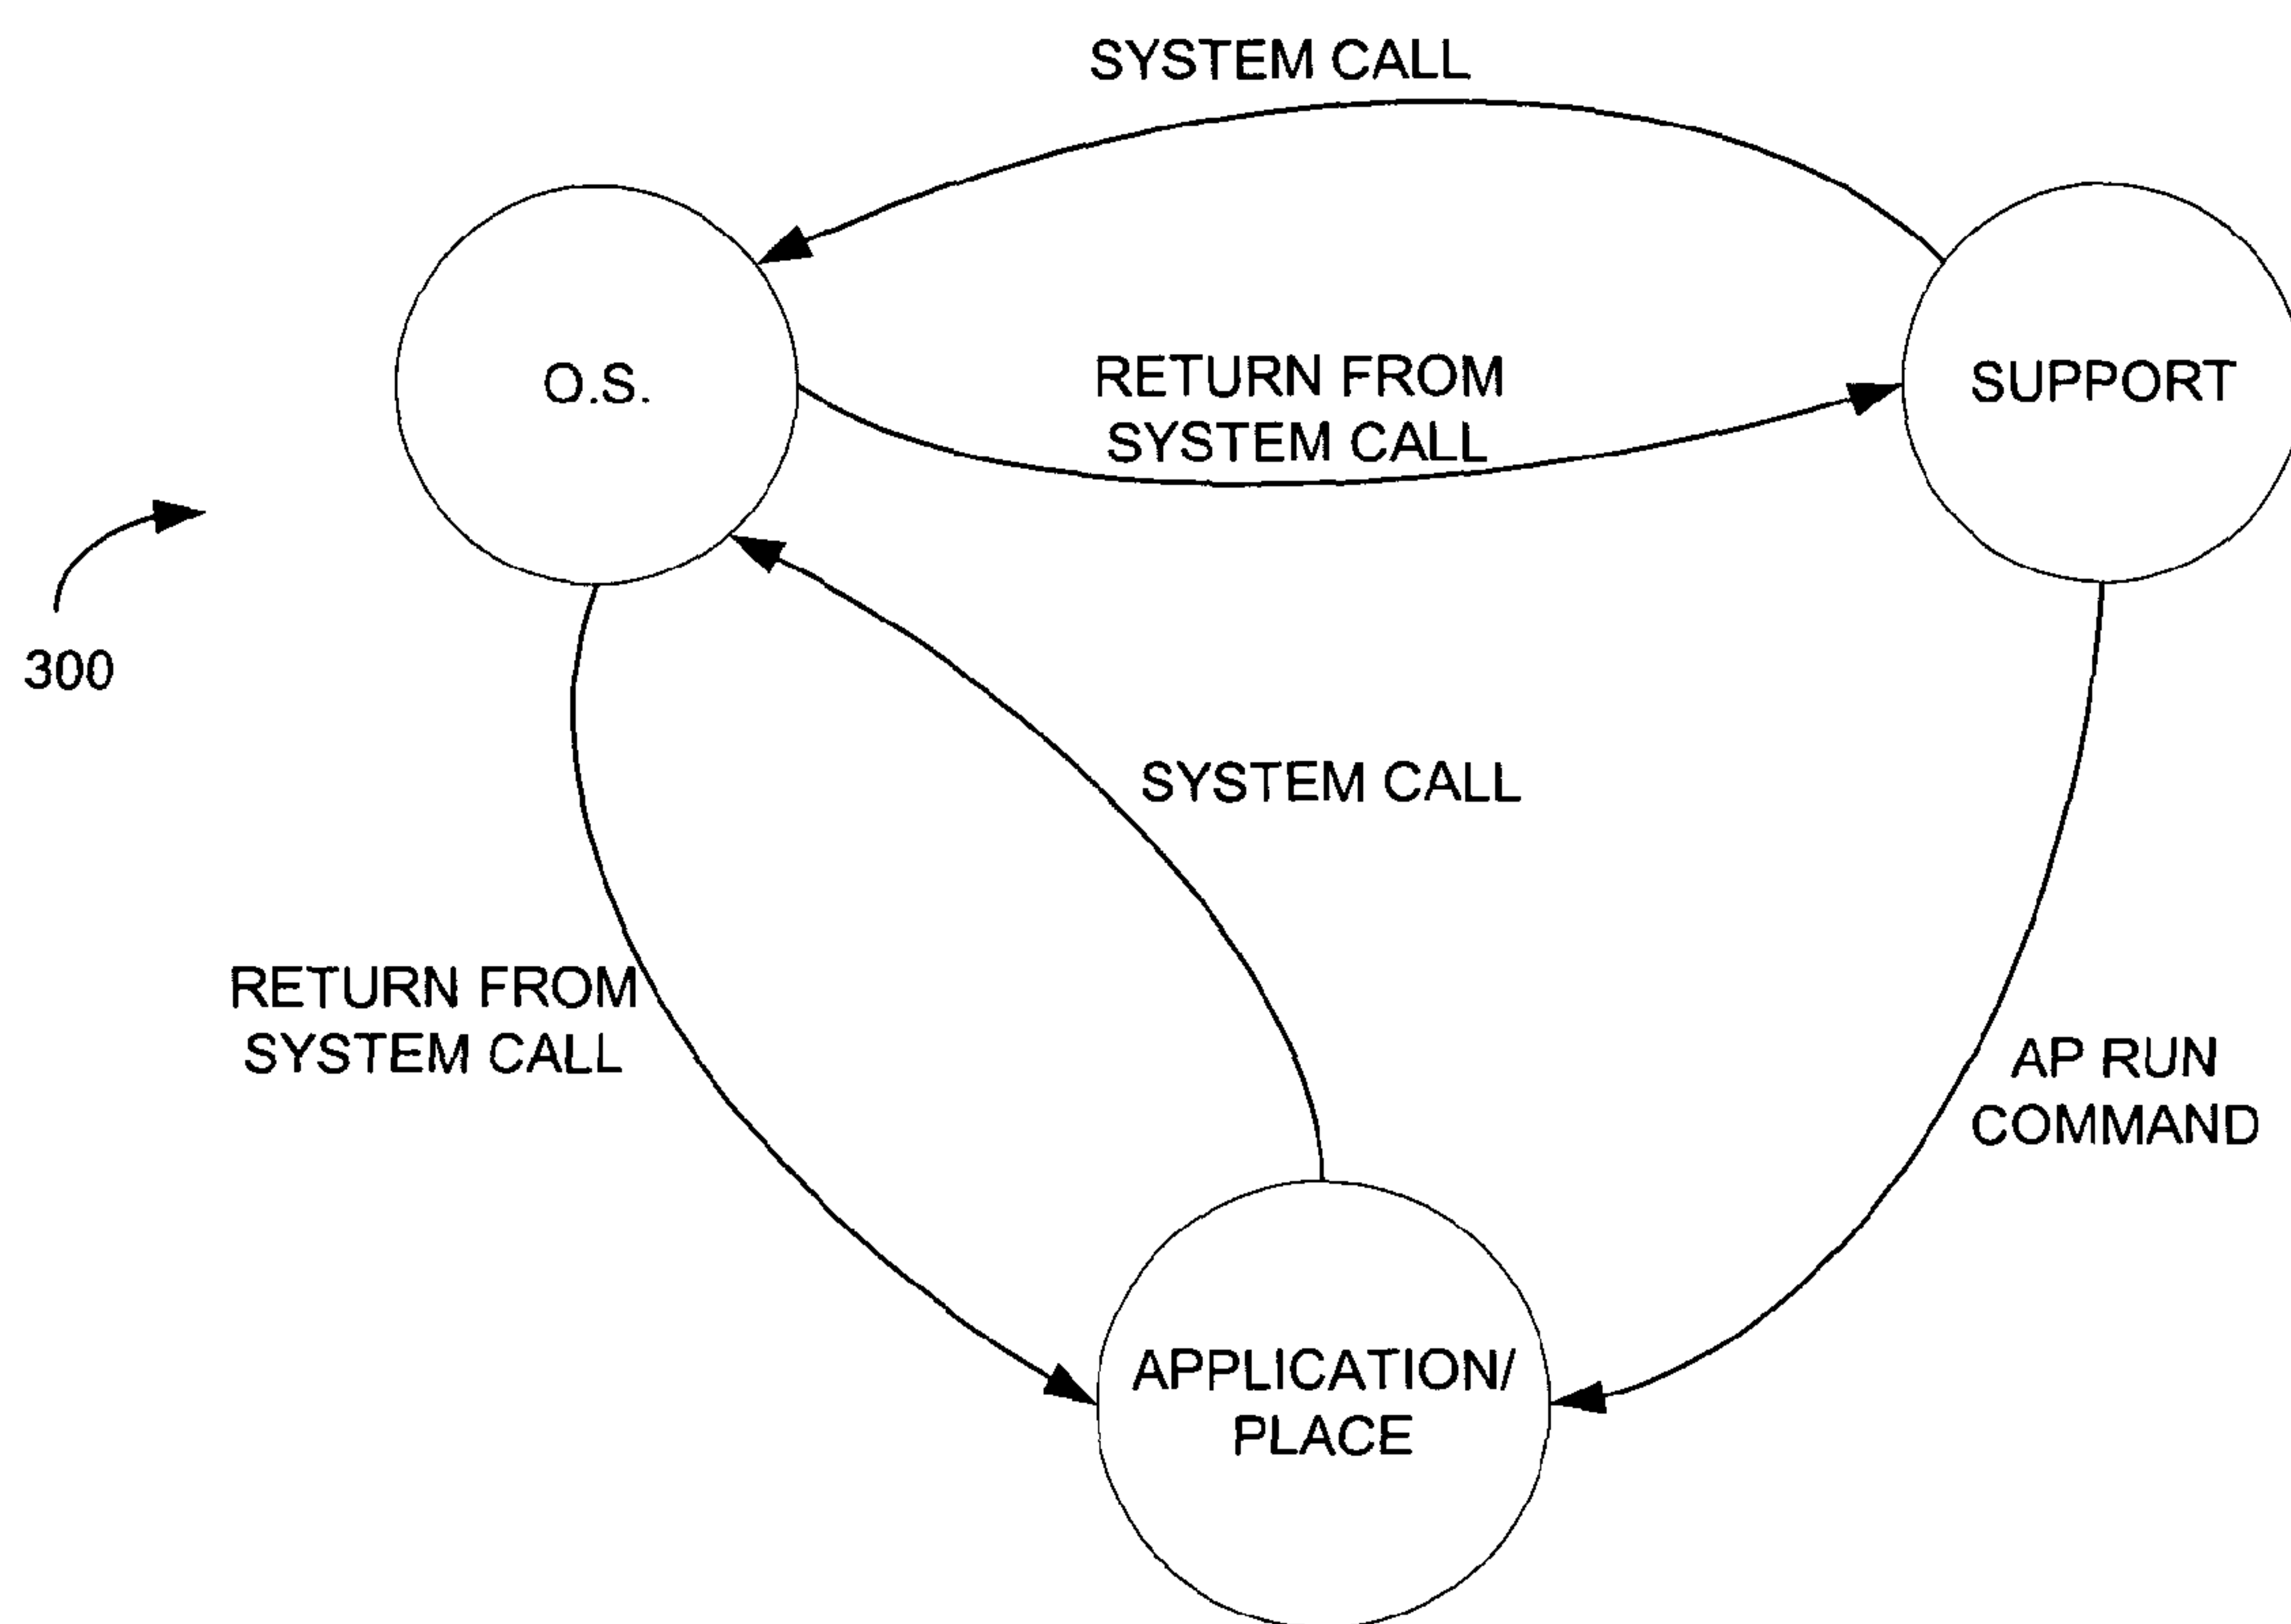 SYSTEM CALL
O.S.
RETURN FROM
SYSTEM CALL
SUPPORT
300
SYSTEM CALL
RETURN FROM
SYSTEM CALL
AP RUN
COMMAND
APPLICATION/
PLACE